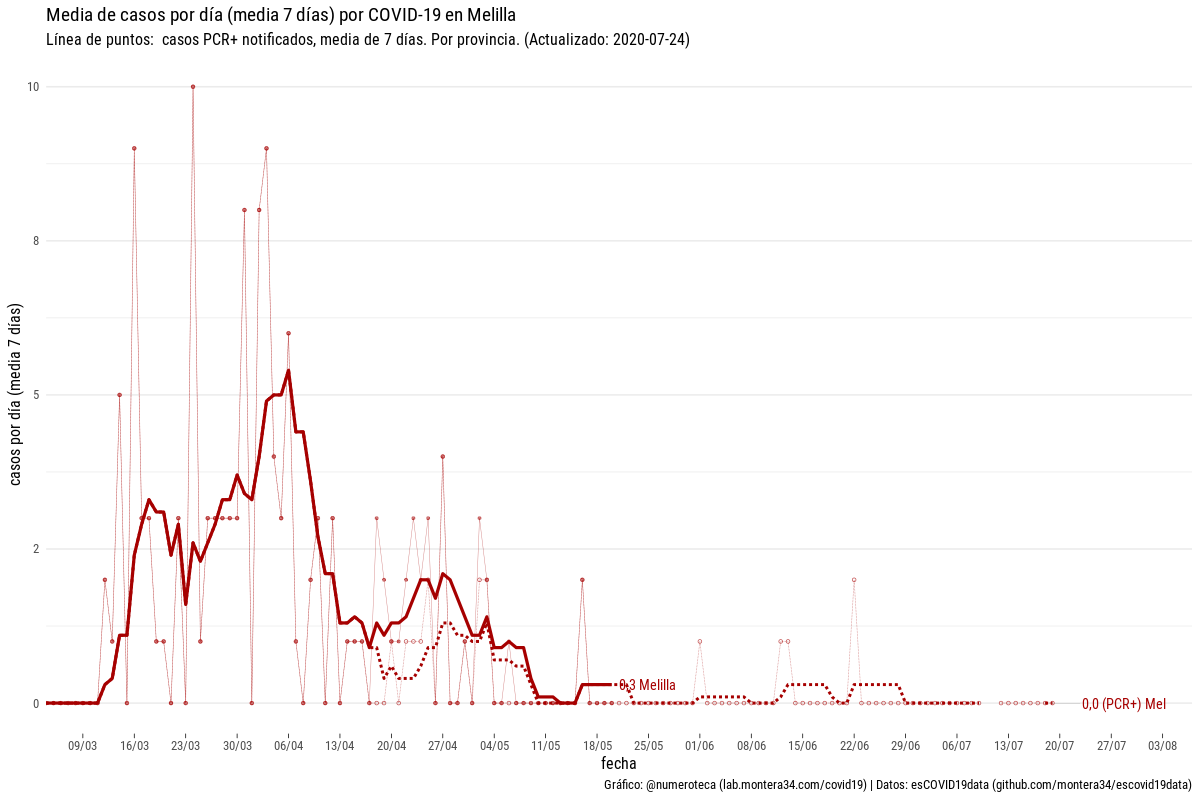 Media de casos por día (media 7 días) por COVID-19 en Melilla
Línea de puntos:  casos PCR+ notificados, media de 7 días. Por provincia. (Actualizado: 2020-07-24)
casos por día (media 7 días)
10
8
5
2
0
0,3 Melilla
0,0 (PCR+) Mel
09/03 16/03 23/03 30/03 06/04 13/04 20/04 27/04 04/05 11/05 18/05 25/05 01/06 08/06 15/06 22/06 29/06 06/07 13/07 20/07 27/07 03/08
fecha
Gráfico: @numeroteca (lab.montera34.com/covid19) | Datos: esCOVID19data (github.com/montera34/escovid19data)